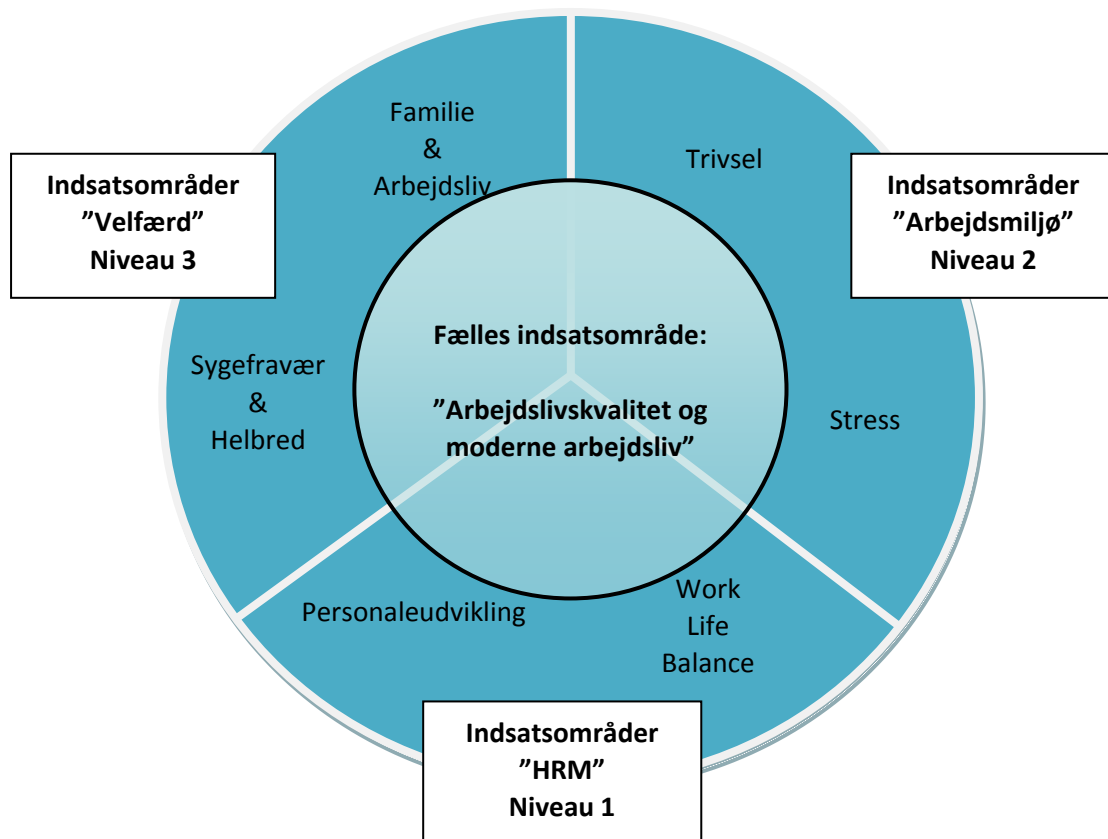 Familie
&
Arbejdsliv
Trivsel
Indsatsområder
”Velfærd”
Niveau 3
Indsatsområder
”Arbejdsmiljø”
Niveau 2
Fælles indsatsområde:
”Arbejdslivskvalitet og
moderne arbejdsliv”
Sygefravær
&
Helbred
Stress
Personaleudvikling
Work
Life
Balance
Indsatsområder
”HRM”
Niveau 1